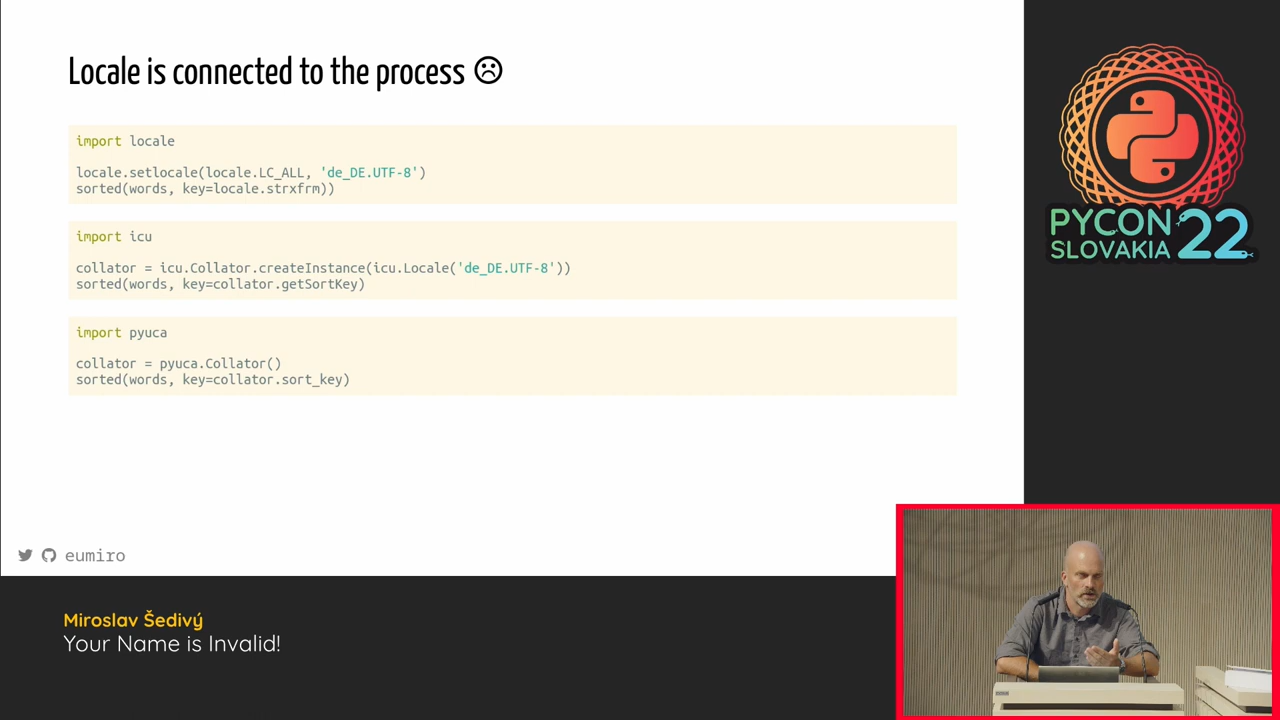 Locale is connected to the process ☹
import locale
locale.setlocale(locale.LC_ALL, 'de_DE.UTF-8')
sorted(words, key=locale.strxfrm))
import icu
collator = icu.Collator.createInstance(icu.Locale('de_DE.UTF-8'))
sorted(words, key=collator.getSortKey)
import pyuca
collator = pyuca.Collator()
sorted(words, key=collator.sort_key)
eumiro
PYCON
SLOVAKIA 22
Miroslav Šedivý
Your Name is Invalid!